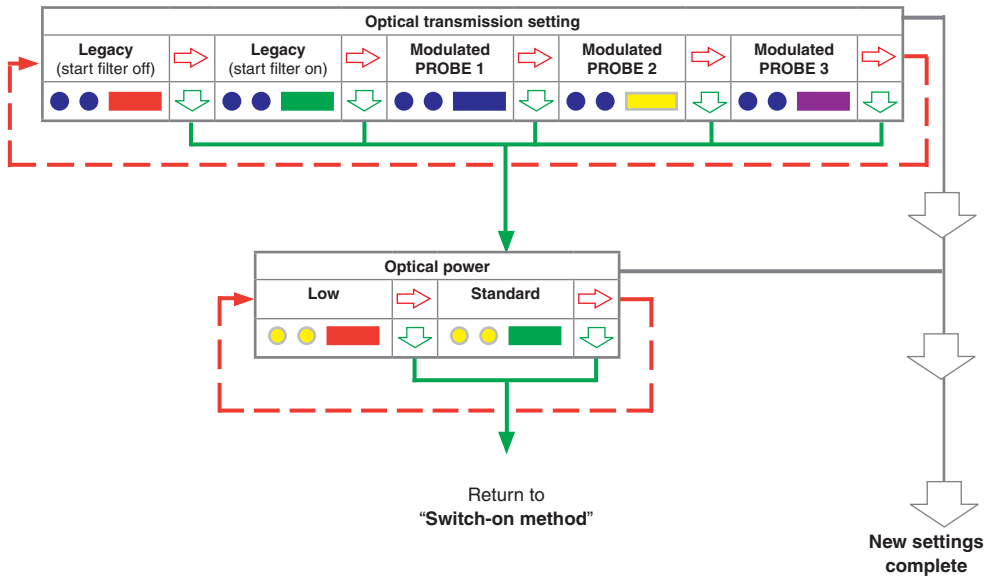 Optical transmission setting
Legacy
(start filter off)
Legacy
(start filter on)
Modulated
PROBE 1
Modulated
PROBE 2
Modulated
PROBE 3
Optical power
Low
Standard
Return to
“Switch-on method”
New settings
complete